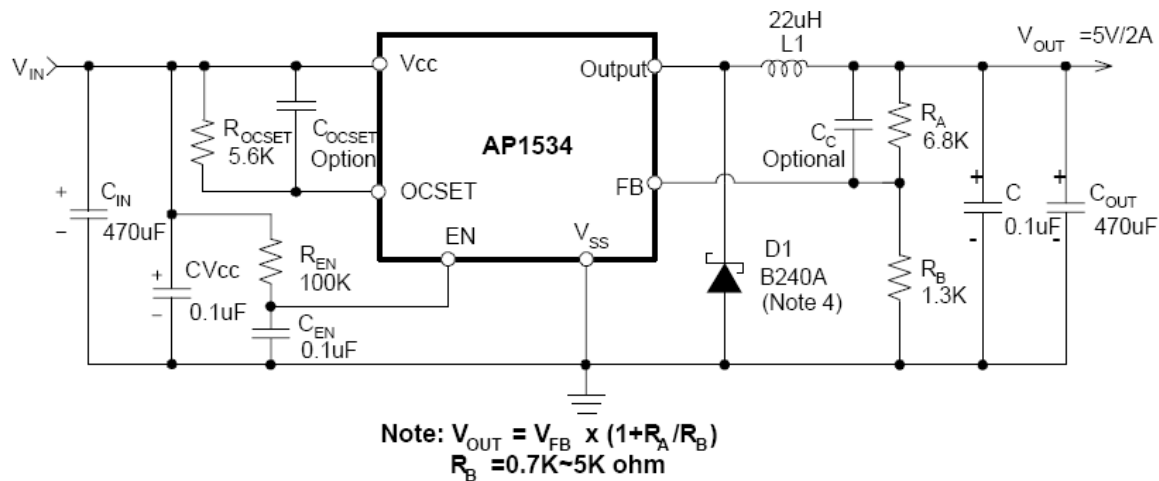 22uH
L1
V_OUT =5V/2A
V_IN
Vcc
Output
R_OCSET
5.6K
C_OCSET
Option
AP1534
C_C
Optional
R_A
6.8K
OCSET
FB
+
C_IN
470uF
−
EN
V_SS
+
C
0.1uF
-
+
C_OUT
470uF
-
R_EN
100K
D1
B240A
(Note 4)
R_B
1.3K
+
CVcc
0.1uF
−
C_EN
0.1uF
Note: V_OUT = V_FB x (1+R_A/R_B)
R_B =0.7K~5K ohm